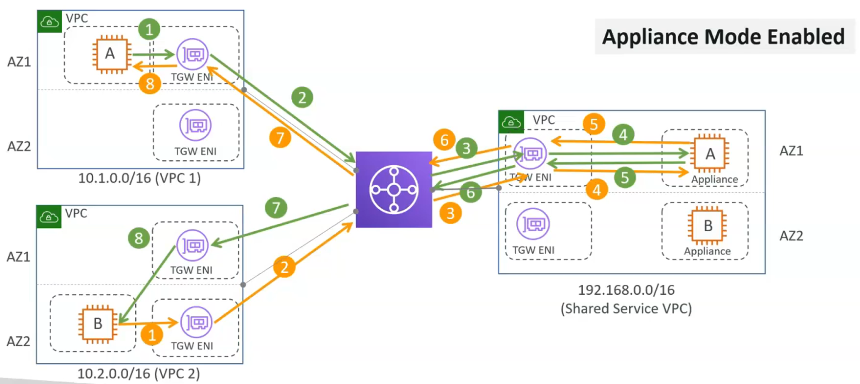 Appliance Mode Enabled
VPC
1
A
8
TGW ENI
AZ1
2
7
AZ2
TGW ENI
10.1.0.0/16 (VPC 1)
VPC
7
8
AZ1
TGW ENI
2
B
1
AZ2
TGW ENI
10.2.0.0/16 (VPC 2)
VPC
5
4
6
3
A
AZ1
TGW ENI
4
5
Appliance
6
3
B
AZ2
TGW ENI
Appliance
192.168.0.0/16
(Shared Service VPC)